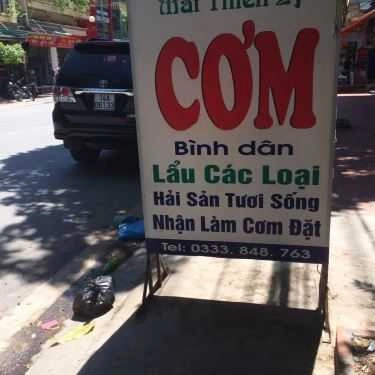 CƠM
Bình dân
Lẩu Các Loại
Hải Sản Tươi Sống
Nhận Làm Cơm Đặt
Tel: 0333. 848. 763